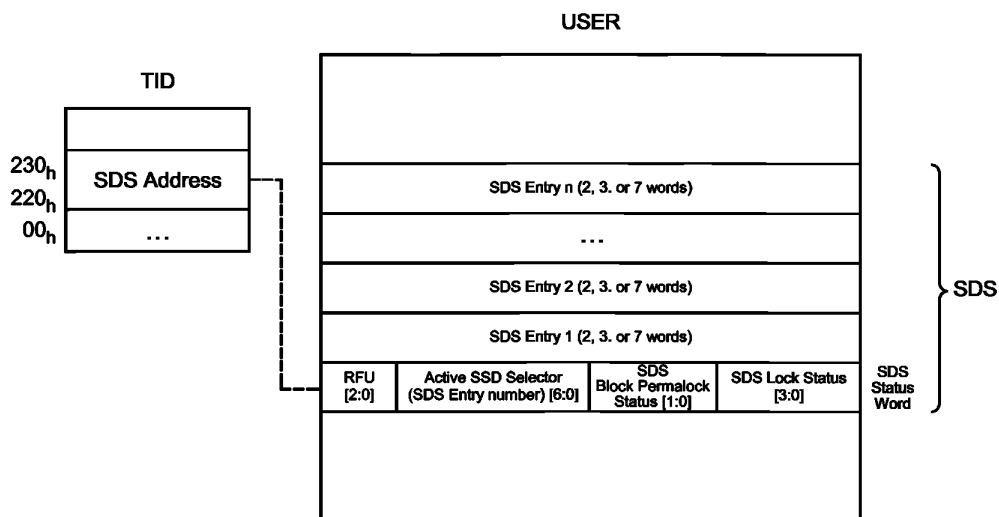 USER
TID
230h
SDS Address
220h
00h
...
SDS Entry n (2, 3. or 7 words)
...
SDS Entry 2 (2, 3. or 7 words)
SDS Entry 1 (2, 3. or 7 words)
SDS
RFU
[2:0]
Active SSD Selector
(SDS Entry number) [6:0]
SDS
Block Permalock
Status [1:0]
SDS Lock Status
[3:0]
SDS
Status
Word